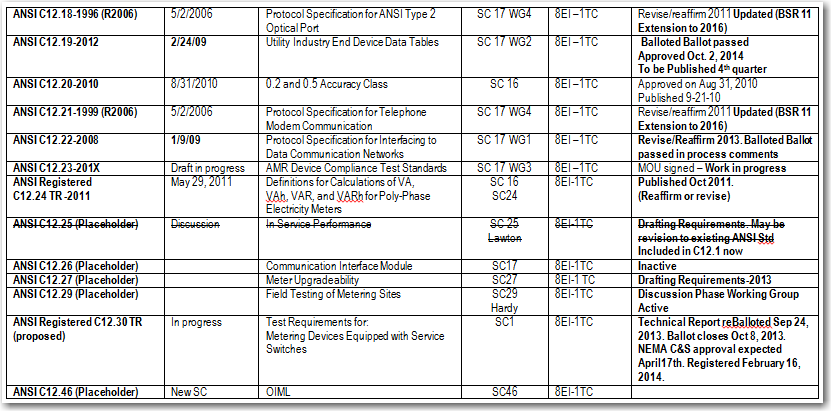 ANSI C12.18-1996 (R2006) 5/2/2006 Protocol Specification for ANSI Type 2 SC 17 WG4 8EI –1TC Revise/reaffirm 2011 Updated (BSR 11
Optical Port Extension to 2016)
ANSI C12.19-2012 2/24/09 Utility Industry End Device Data Tables SC 17 WG2 8EI –1TC Balloted Ballot passed
Approved Oct. 2, 2014
To be Published 4th quarter
ANSI C12.20-2010 8/31/2010 0.2 and 0.5 Accuracy Class SC 16 8EI –1TC Approved on Aug 31, 2010
Published 9-21-10
ANSI C12.21-1999 (R2006) 5/2/2006 Protocol Specification for Telephone SC 17 WG4 8EI –1TC Revise/reaffirm 2011 Updated (BSR 11
Modem Communication Extension to 2016)
ANSI C12.22-2008 1/9/09 Protocol Specification for Interfacing to SC 17 WG1 8EI –1TC Revise/Reaffirm 2013. Balloted Ballot
Data Communication Networks passed in process comments
ANSI C12.23-201X Draft in progress AMR Device Compliance Test Standards SC 17 WG3 8EI –1TC MOU signed – Work in progress
ANSI Registered May 29, 2011 Definitions for Calculations of VA, SC 16 8EI-1TC Published Oct 2011.
C12.24 TR -2011 VAh, VAR, and VARh for Poly-Phase SC24 (Reaffirm or revise)
Electricity Meters
ANSI C12.25 (Placeholder) Discussion In Service Performance SC 25 8EI-1TC Drafting Requirements. May be
Lawton revision to existing ANSI Std
Included in C12.1 now
ANSI C12.26 (Placeholder) Communication Interface Module SC17 8EI-1TC Inactive
ANSI C12.27 (Placeholder) Meter Upgradeability SC27 8EI-1 TC Drafting Requirements-2013
ANSI C12.29 (Placeholder) Field Testing of Metering Sites SC29 8EI-1TC Discussion Phase Working Group
Hardy Active
ANSI Registered C12.30 TR In progress Test Requirements for: SC1 8EI-1TC Technical Report reBalloted Sep 24,
(proposed) Metering Devices Equipped with Service 2013. Ballot closes Oct 8, 2013.
Switches NEMA C&S approval expected
April17th. Registered February 16,
2014.
ANSI C12.46 (Placeholder) New SC OIML SC46 8EI-1TC